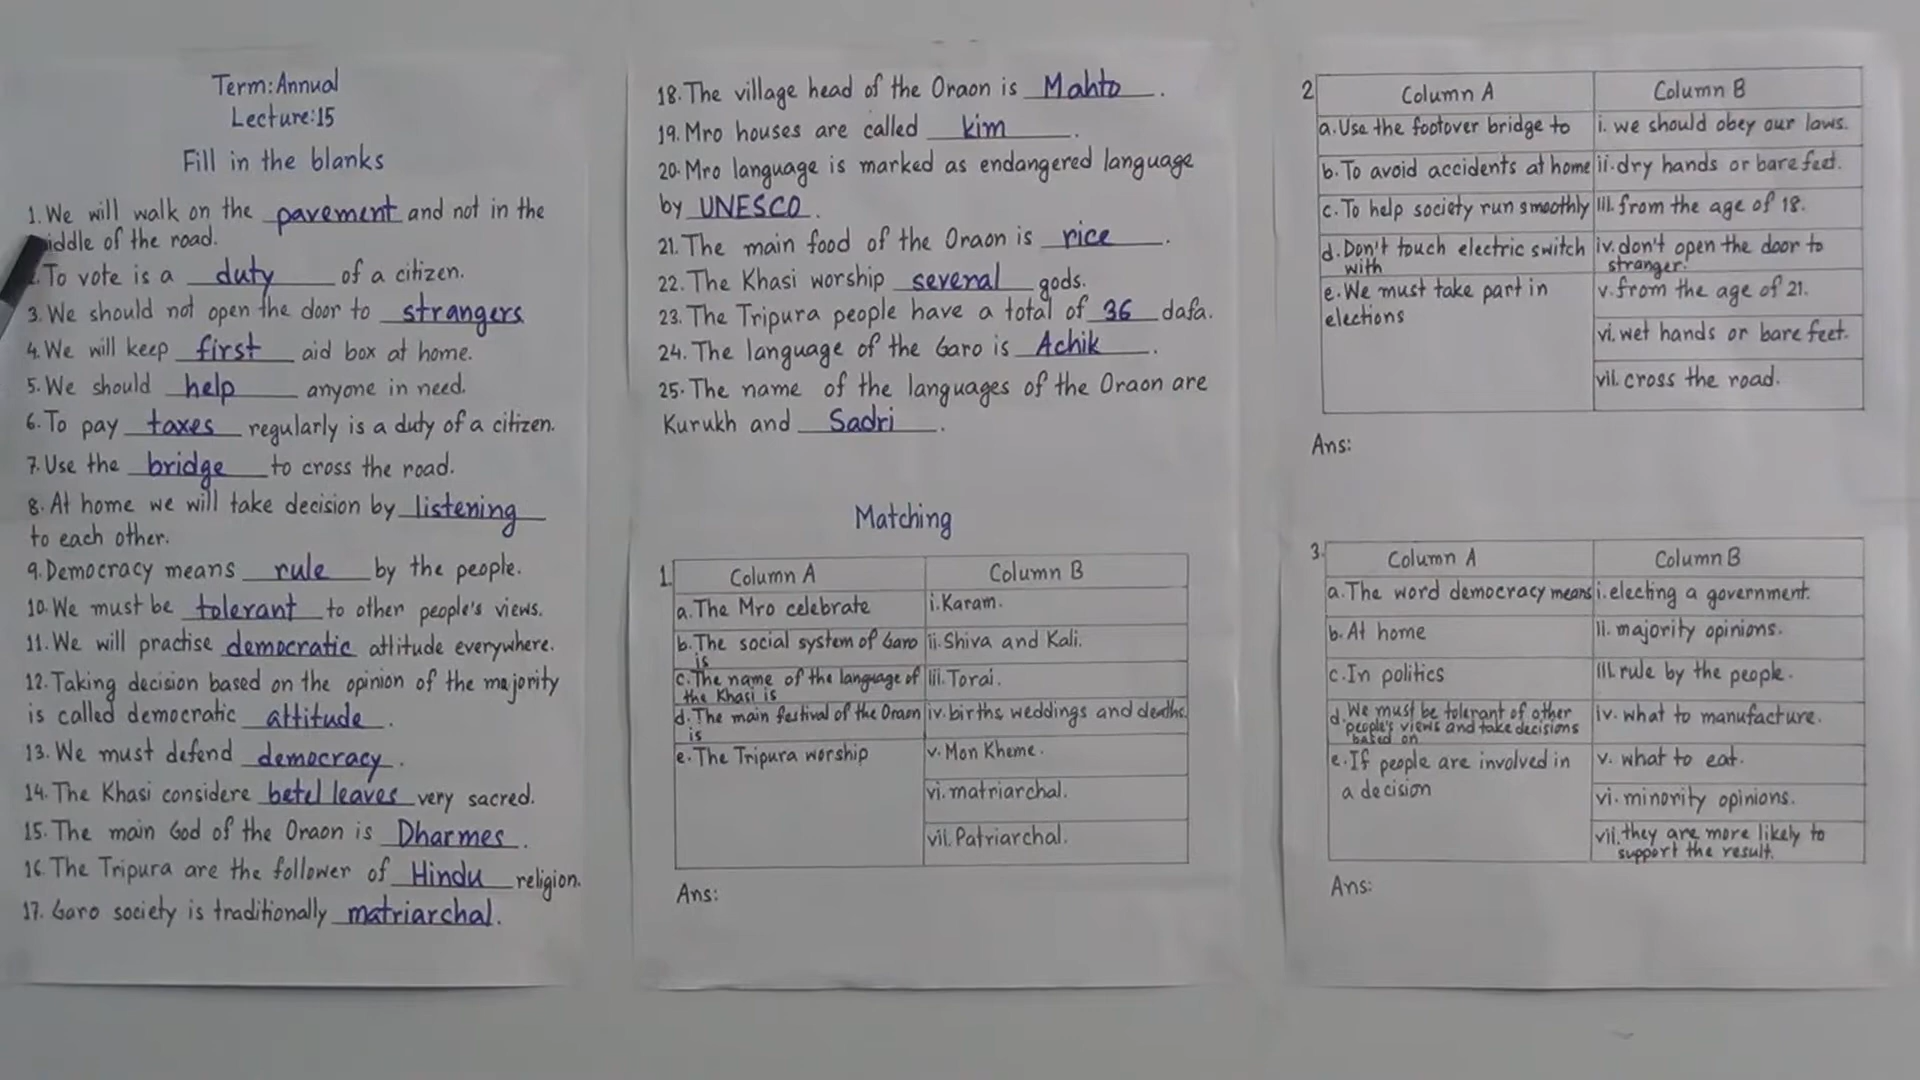 Term:Annual
Lecture:15
Fill in the blanks
1. We will walk on the pavement and not in the
iddle of the road.
To vote is a duty of a citizen.
3. We should not open the door to strangers
4. We will keep first aid box at home.
5. We should help anyone in need.
6. To pay taxes regularly is a duty of a citizen.
7. Use the bridge to cross the road.
8. At home we will take decision by listening
to each other.
9. Democracy means rule by the people.
10. We must be tolerant to other people's views.
11. We will practise democratic attitude everywhere.
12. Taking decision based on the opinion of the majority
is called democratic attitude.
13. We must defend democracy.
14. The Khasi considere betel leaves very sacred.
15. The main God of the Oraon is Dharmes.
16. The Tripura are the follower of Hindu religion.
17. Garo society is traditionally matriarchal.
18. The village head of the Oraon is Mahto.
19. Mro houses are called kim.
20. Mro language is marked as endangered language
by UNESCO.
21. The main food of the Oraon is rice.
22. The Khasi worship several gods.
23. The Tripura people have a total of 36 dafa.
24. The language of the Garo is Achik.
25. The name of the languages of the Oraon are
Kurukh and Sadri.
Matching
1. Column A Column B
a. The Mro celebrate i. Karam.
b. The social system of Garo is ii. Shiva and Kali.
c. The name of the language of the Khasi is iii. Torai.
d. The main festival of the Oraon is iv. births, weddings and deaths.
e. The Tripura worship v. Mon Kheme.
vi. matriarchal.
vii. Patriarchal.
Ans:
2 Column A Column B
a. Use the footover bridge to i. we should obey our laws.
b. To avoid accidents at home ii. dry hands or bare feet.
c. To help society run smoothly iii. from the age of 18.
d. Don't touch electric switch with iv. don't open the door to stranger.
e. We must take part in elections v. from the age of 21.
vi. wet hands or bare feet.
vii. cross the road.
Ans:
3. Column A Column B
a. The word democracy means i. electing a government.
b. At home ii. majority opinions.
c. In politics iii. rule by the people.
d. We must be tolerant of other people's views and take decisions based on iv. what to manufacture.
e. If people are involved in a decision v. what to eat.
vi. minority opinions.
vii. they are more likely to support the result.
Ans: